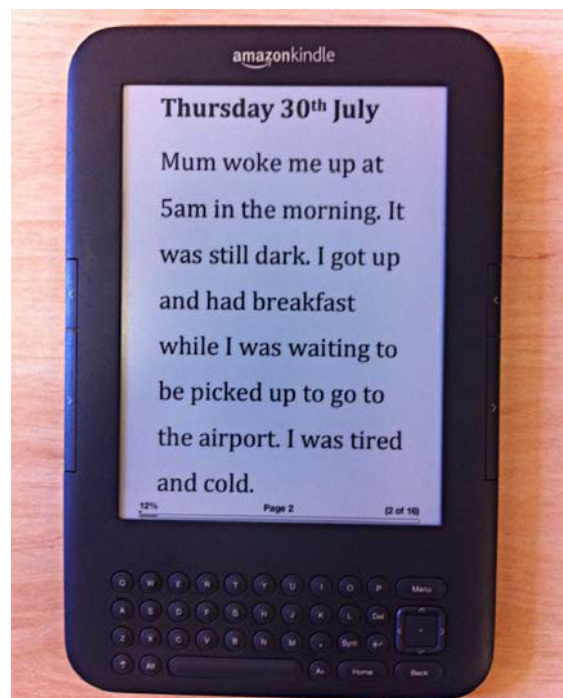 amazonkindle
Thursday 30th July
Mum woke me up at
5am in the morning. It
was still dark. I got up
and had breakfast
while I was waiting to
be picked up to go to
the airport. I was tired
and cold.
12% Page 2 (2 of 16)
Q W E R T Y U I O P Menu
A S D F G H J K L Del
Z X C V B N M . Sym
Alt Aa Home Back